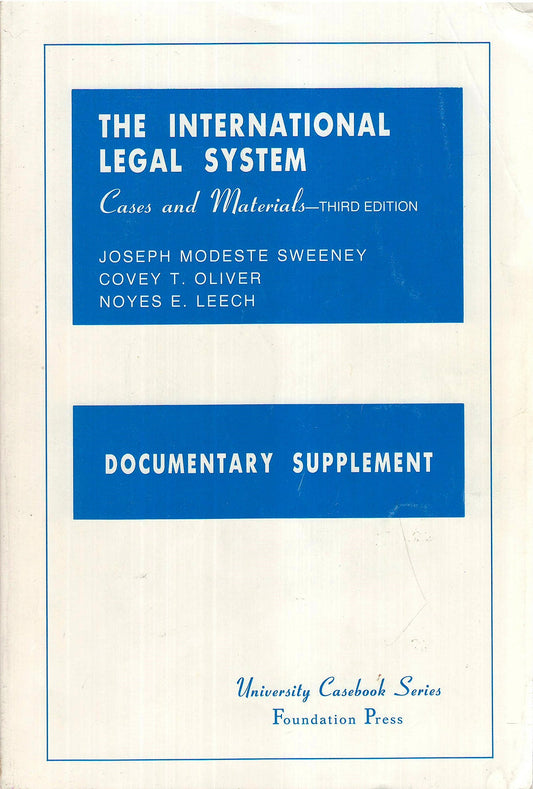 THE INTERNATIONAL
LEGAL SYSTEM
Cases and Materials—THIRD EDITION
JOSEPH MODESTE SWEENEY
COVEY T. OLIVER
NOYES E. LEECH
DOCUMENTARY SUPPLEMENT
University Casebook Series
Foundation Press